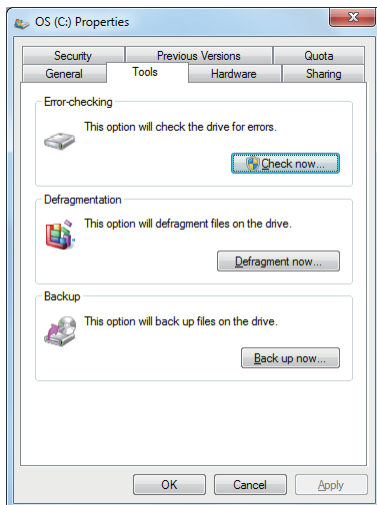 OS (C:) Properties
Security
Previous Versions
Quota
General
Tools
Hardware
Sharing
Error-checking
This option will check the drive for errors.
Check now...
Defragmentation
This option will defragment files on the drive.
Defragment now...
Backup
This option will back up files on the drive.
Back up now...
OK
Cancel
Apply